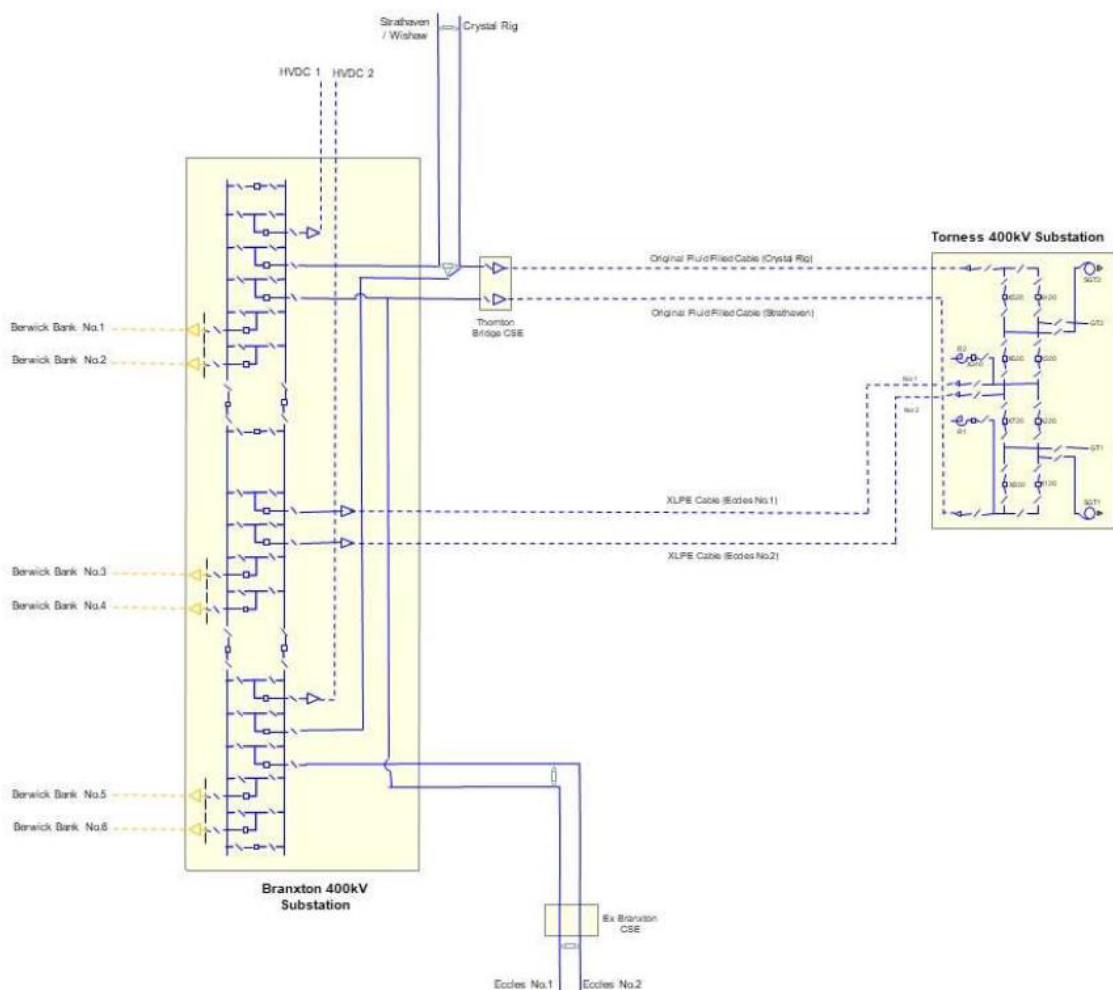 Strathaven
/ Wishaw
Crystal Rig
HVDC 1
HVDC 2
Torness 400kV Substation
Original Fluid Filled Cable (Crystal Rig)
Original Fluid Filled Cable (Strathaven)
Thornton
Bridge CSE
SGT2
GT2
R2
No.1
No.2
R1
GT1
SGT1
Berwick Bank No.1
Berwick Bank No.2
XLPE Cable (Eccles No.1)
XLPE Cable (Eccles No.2)
Berwick Bank No.3
Berwick Bank No.4
Berwick Bank No.5
Berwick Bank No.6
Branxton 400kV
Substation
Ex Branxton
CSE
Eccles No.1
Eccles No.2